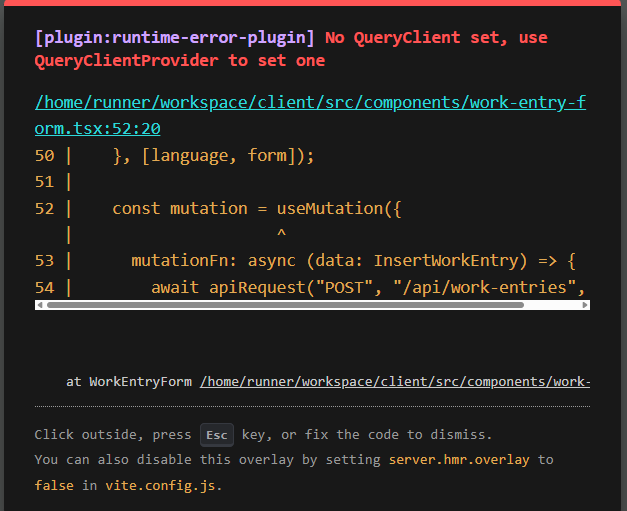 [plugin:runtime-error-plugin] No QueryClient set, use
QueryClientProvider to set one
/home/runner/workspace/client/src/components/work-entry-f
orm.tsx:52:20
50 |    }, [language, form]);
51 |
52 |    const mutation = useMutation({
   |                     ^
53 |      mutationFn: async (data: InsertWorkEntry) => {
54 |        await apiRequest("POST", "/api/work-entries",
at WorkEntryForm /home/runner/workspace/client/src/components/work-
Click outside, press Esc key, or fix the code to dismiss.
You can also disable this overlay by setting server.hmr.overlay to
false in vite.config.js.